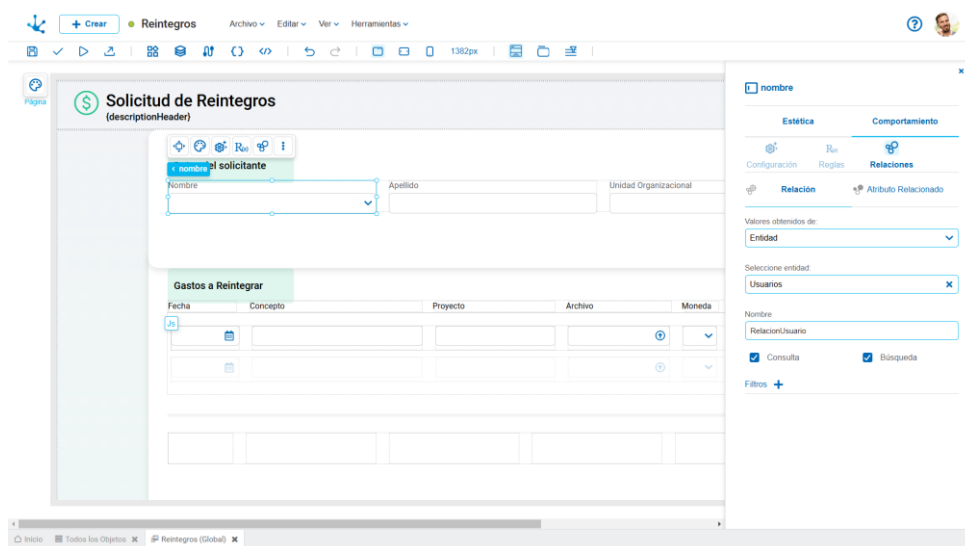 Crear
Reintegros
Archivo
Editar
Ver
Herramientas
1382px
Página
Solicitud de Reintegros
{descriptionHeader}
el solicitante
nombre
Nombre
Apellido
Unidad Organizacional
Gastos a Reintegrar
Fecha
Concepto
Proyecto
Archivo
Moneda
Js
nombre
Estética
Comportamiento
Configuración
Reglas
Relaciones
Relación
Atributo Relacionado
Valores obtenidos de:
Entidad
Seleccione entidad:
Usuarios
Nombre
RelacionUsuario
Consulta
Búsqueda
Filtros
Inicio
Todos los Objetos
Reintegros (Global)